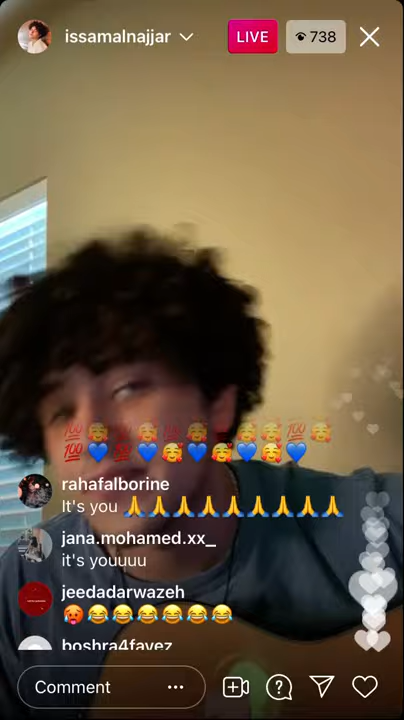 issamalnajjar
LIVE
738
💯🥰💯🥰💯🥰💯🥰🥰💯🥰
💯💙💯💙🥰💙🥰💙🥰💙
rahafalborine
It's you 🙏🙏🙏🙏🙏🙏🙏🙏🙏
jana.mohamed.xx_
it's youuuu
jeedadarwazeh
🥵😂😂😂😂😂😂
boshra4fayez
Comment